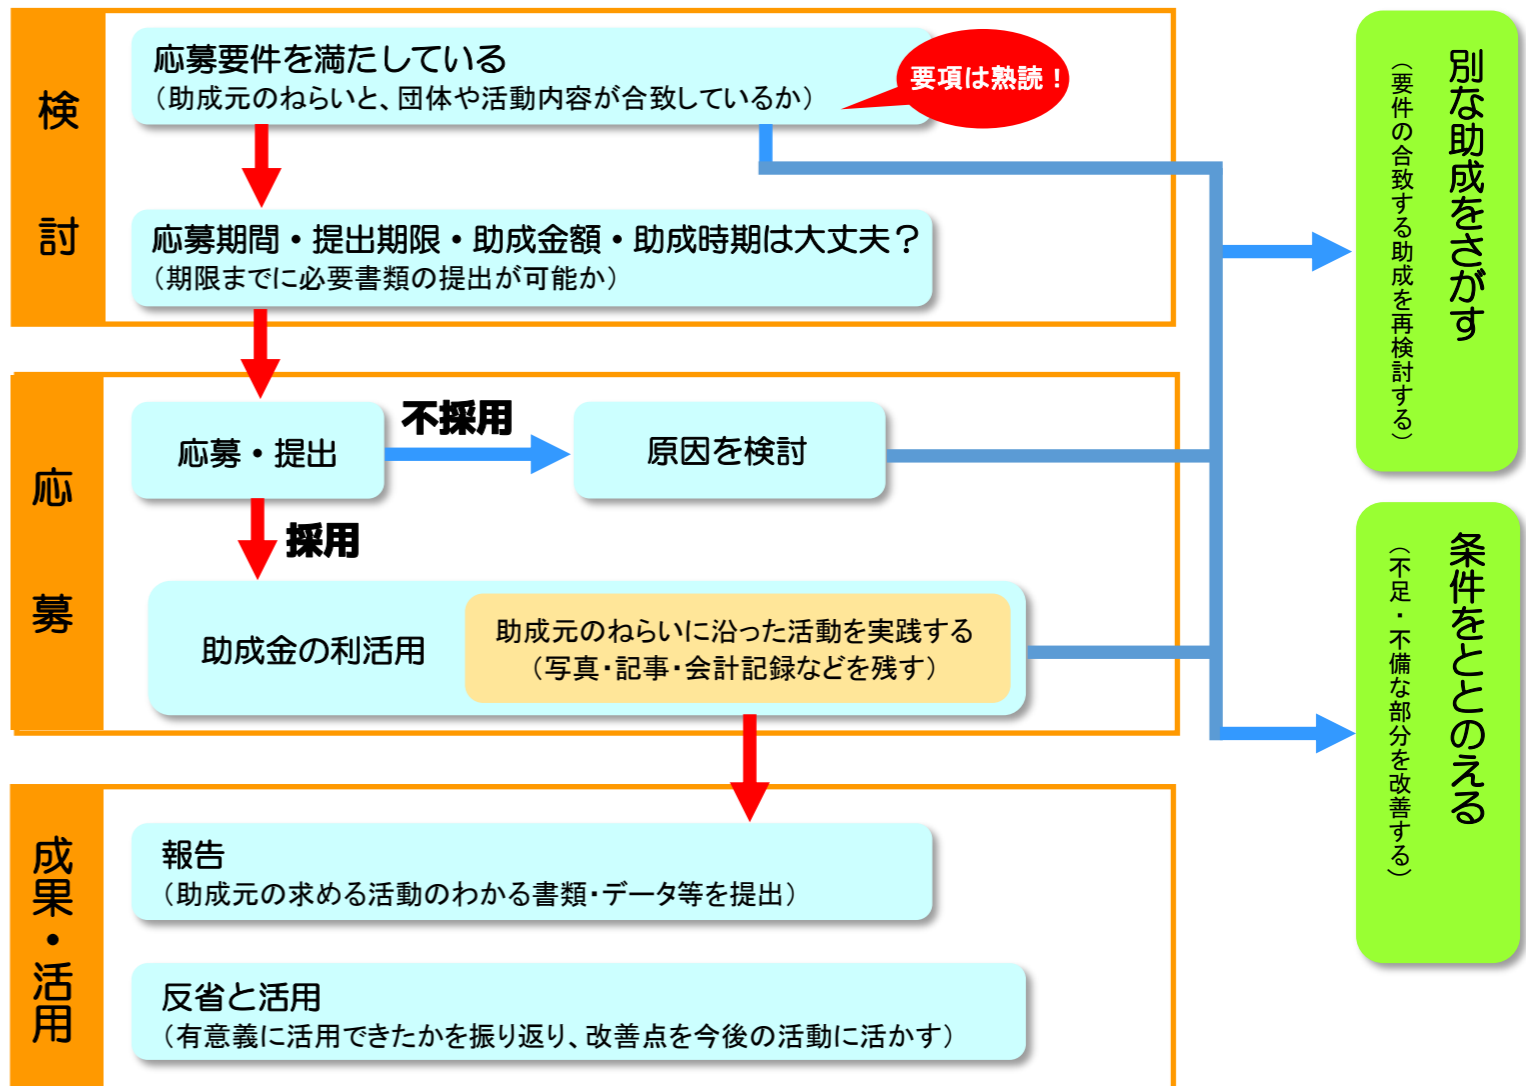 検討
応募要件を満たしている
（助成元のねらいと、団体や活動内容が合致しているか）
要項は熟読！
応募期間・提出期限・助成金額・助成時期は大丈夫？
（期限までに必要書類の提出が可能か）
応募
応募・提出
不採用
原因を検討
採用
助成金の利活用
助成元のねらいに沿った活動を実践する
（写真・記事・会計記録などを残す）
成果・活用
報告
（助成元の求める活動のわかる書類・データ等を提出）
反省と活用
（有意義に活用できたかを振り返り、改善点を今後の活動に活かす）
別な助成をさがす
（要件の合致する助成を再検討する）
条件をととのえる
（不足・不備な部分を改善する）